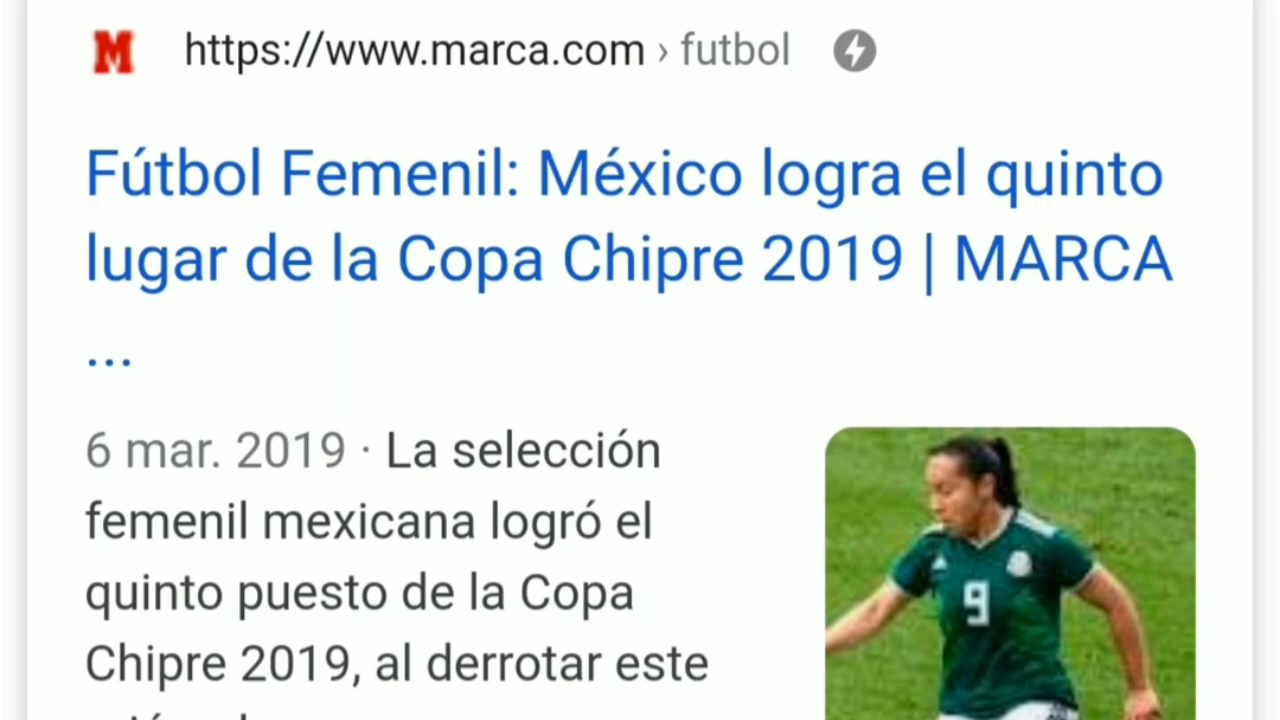 M https://www.marca.com › futbol
Fútbol Femenil: México logra el quinto
lugar de la Copa Chipre 2019 | MARCA
...
6 mar. 2019 · La selección
femenil mexicana logró el
quinto puesto de la Copa
Chipre 2019, al derrotar este
9